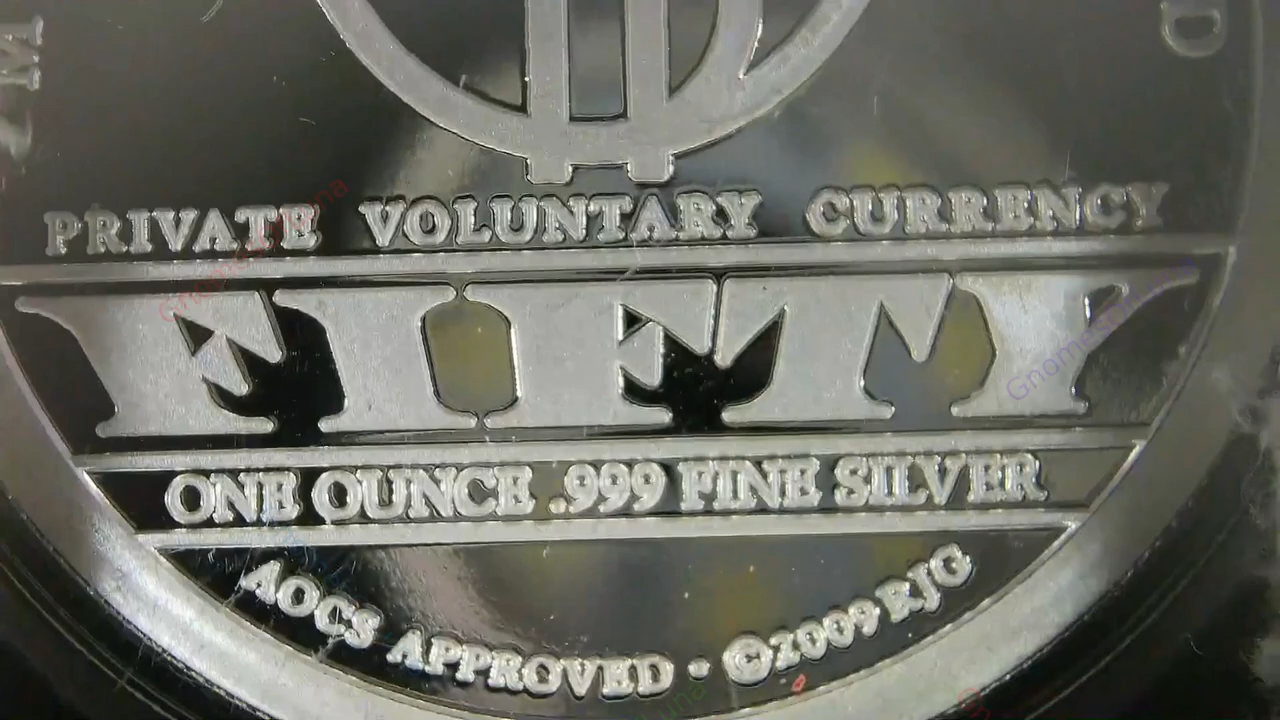 PRIVATE VOLUNTARY CURRENCY
FIFTY
ONE OUNCE .999 FINE SILVER
AOCS APPROVED • ©2009 RJG